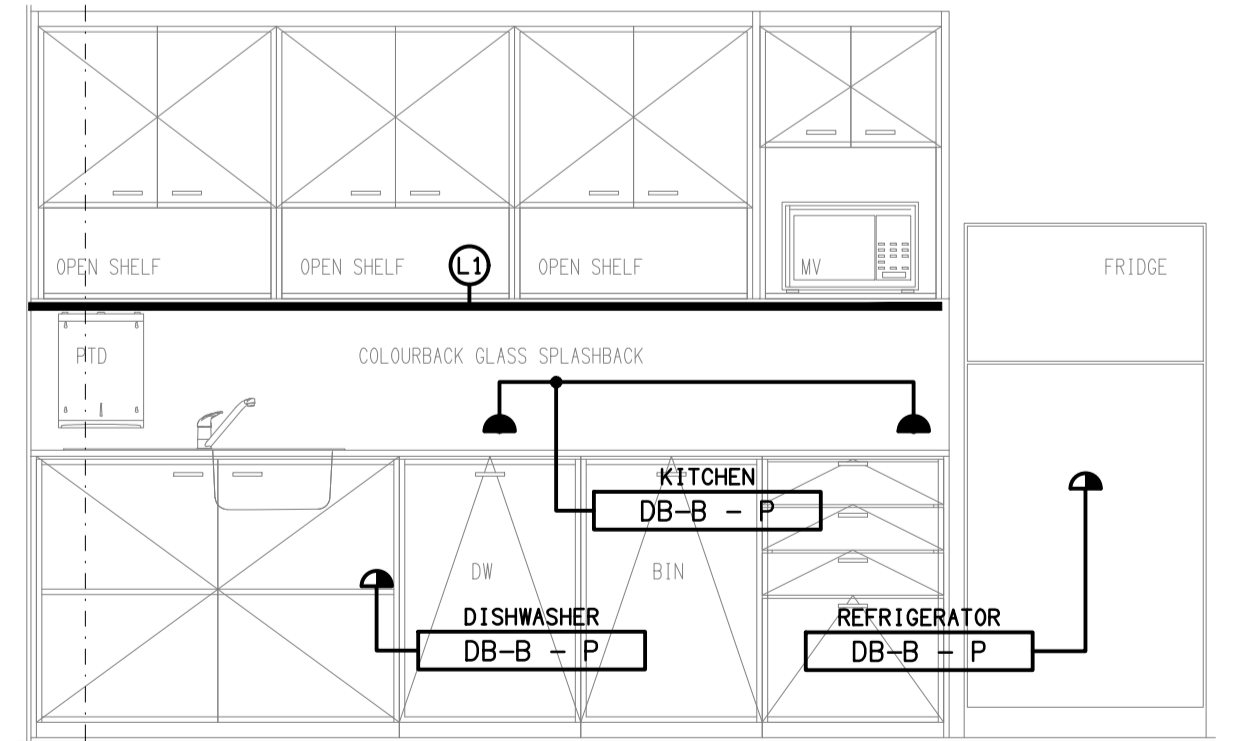 OPEN SHELF
OPEN SHELF
L1
OPEN SHELF
MV
FRIDGE
PTD
COLOURBACK GLASS SPLASHBACK
KITCHEN
DB-B - P
DW
BIN
DISHWASHER
DB-B - P
REFRIGERATOR
DB-B - P